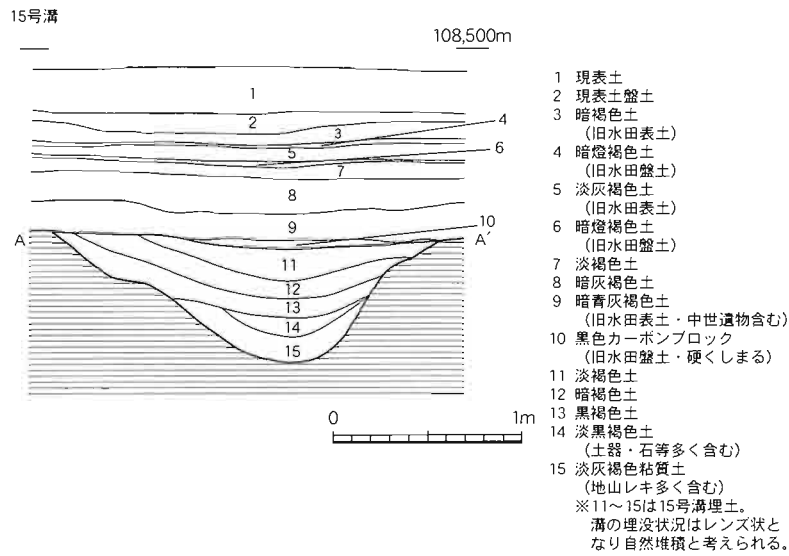 15号溝
108,500m
1
2
3
4
5
6
7
8
9
10
A
A´
11
12
13
14
15
0
1m
1 現表土
2 現表土盤土
3 暗褐色土
(旧水田表土)
4 暗燈褐色土
(旧水田盤土)
5 淡灰褐色土
(旧水田表土)
6 暗燈褐色土
(旧水田盤土)
7 淡褐色土
8 暗灰褐色土
9 暗青灰褐色土
(旧水田表土・中世遺物含む)
10 黒色カーボンブロック
(旧水田盤土・硬くしまる)
11 淡褐色土
12 暗褐色土
13 黒褐色土
14 淡黒褐色土
(土器・石等多く含む)
15 淡灰褐色粘質土
(地山レキ多く含む)
※11～15は15号溝埋土。
溝の埋没状況はレンズ状と
なり自然堆積と考えられる。